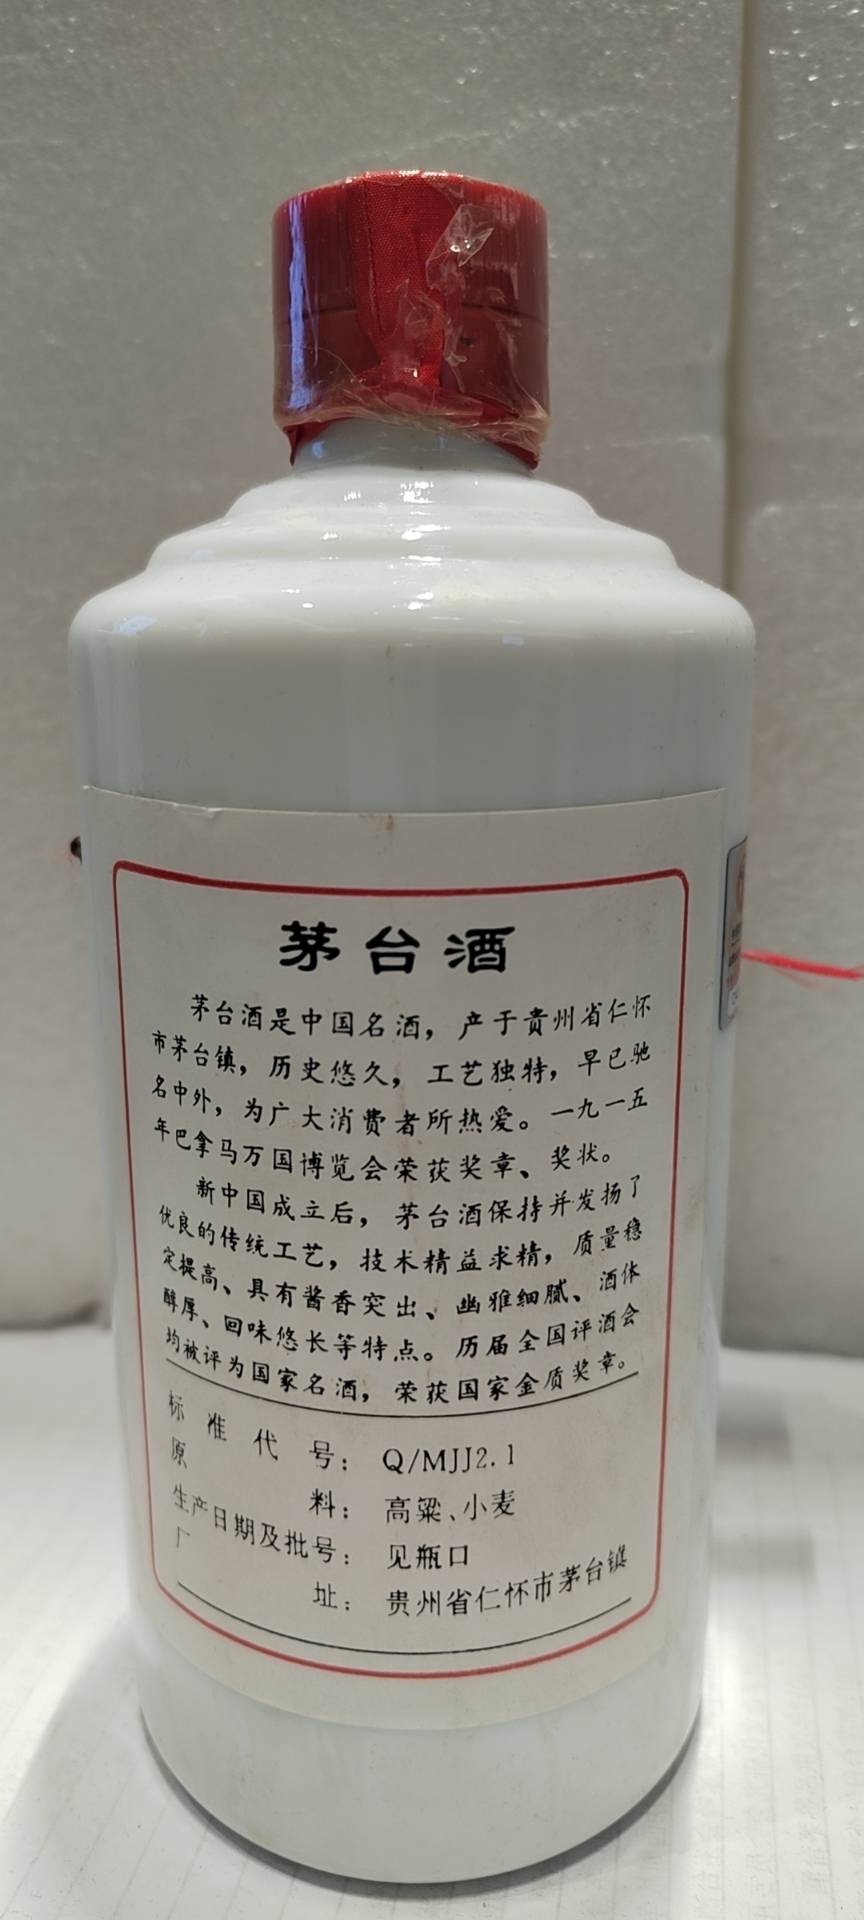 茅台酒
茅台酒是中国名酒，产于贵州省仁怀
市茅台镇，历史悠久，工艺独特，早已驰
名中外，为广大消费者所热爱。一九一五
年巴拿马万国博览会荣获奖章、奖状。
新中国成立后，茅台酒保持并发扬了
优良的传统工艺，技术精益求精，质量稳
定提高、具有酱香突出、幽雅细腻、酒体
醇厚、回味悠长等特点。历届全国评酒会
均被评为国家名酒，荣获国家金质奖章。
标准代号：Q/MJJ2.1
原料：高粱、小麦
生产日期及批号：见瓶口
厂址：贵州省仁怀市茅台镇